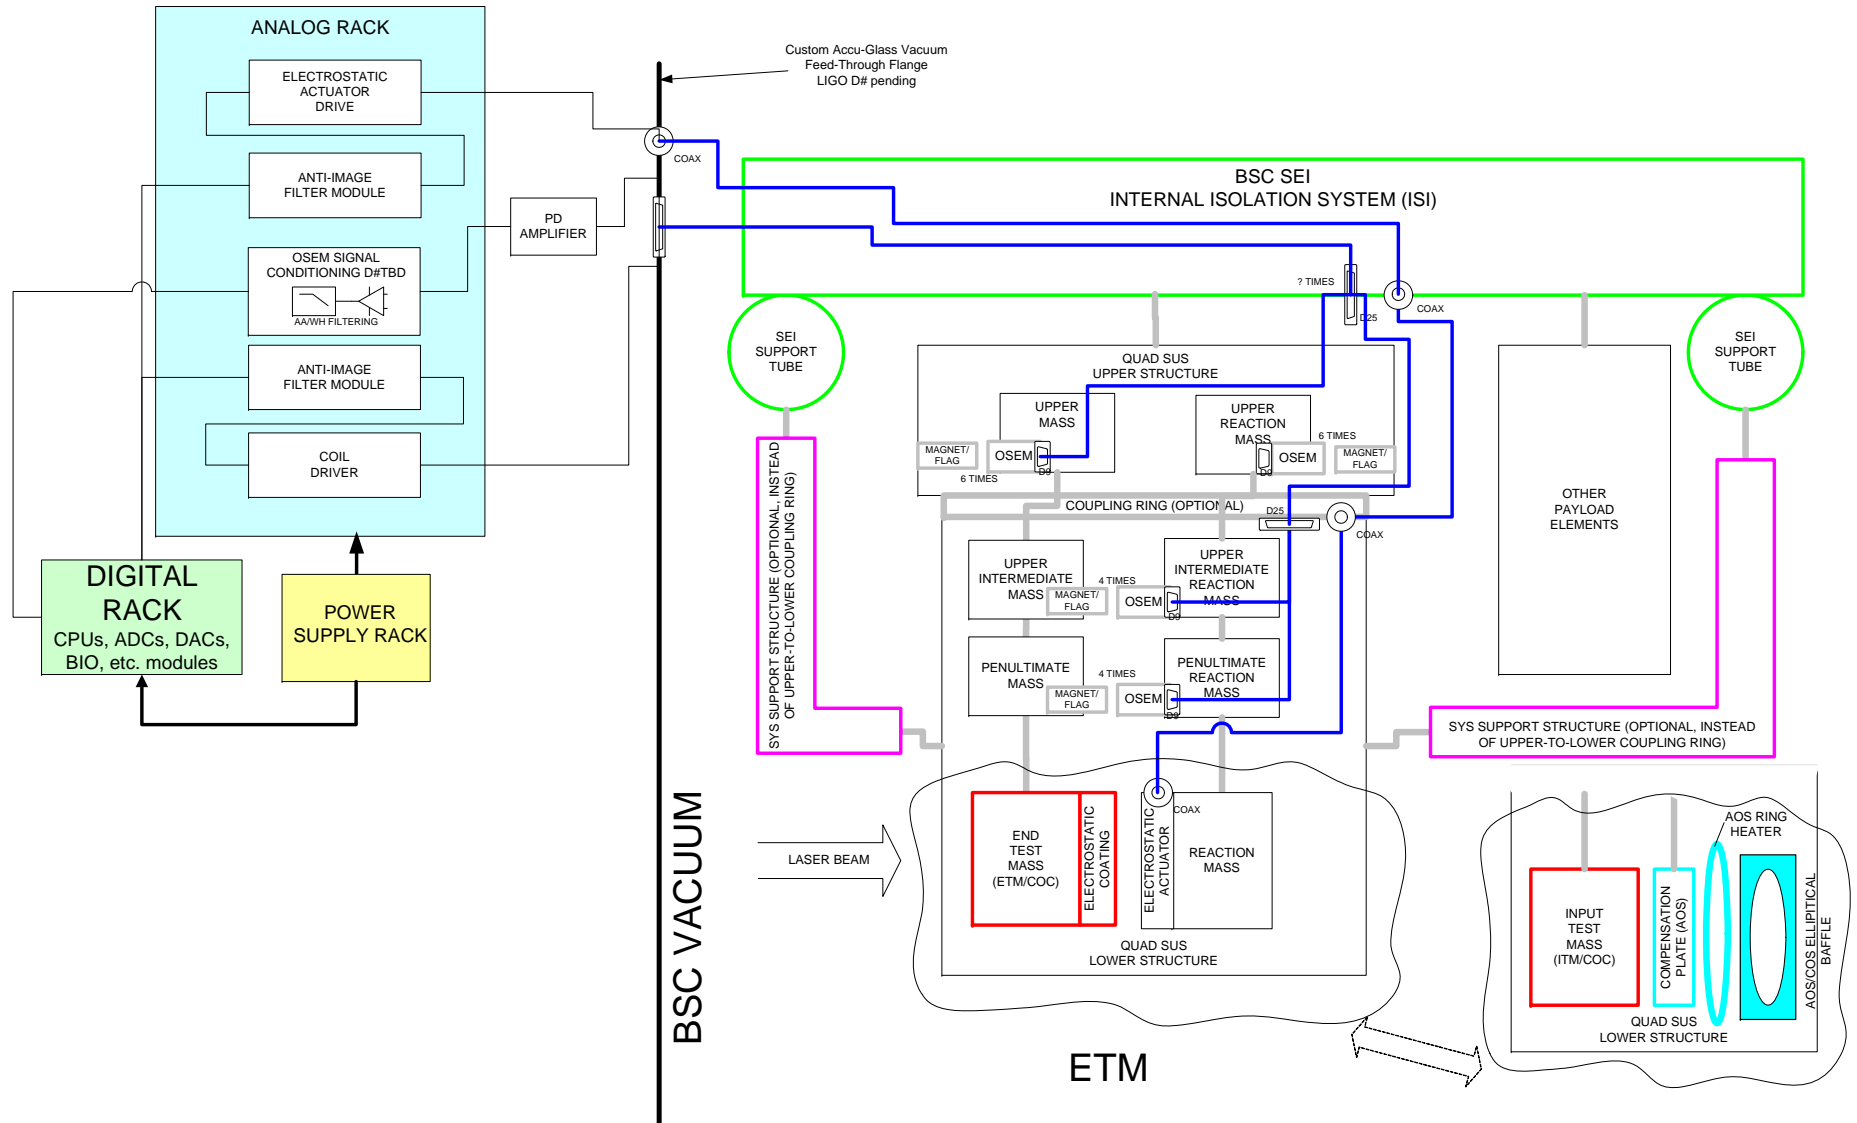 ANALOG RACK
ELECTROSTATIC
ACTUATOR
DRIVE
ANTI-IMAGE
FILTER MODULE
OSEM SIGNAL
CONDITIONING D#TBD
AA/WH FILTERING
ANTI-IMAGE
FILTER MODULE
COIL
DRIVER
PD
AMPLIFIER
DIGITAL
RACK
CPUs, ADCs, DACs,
BIO, etc. modules
POWER
SUPPLY RACK
Custom Accu-Glass Vacuum
Feed-Through Flange
LIGO D# pending
COAX
BSC VACUUM
BSC SEI
INTERNAL ISOLATION SYSTEM (ISI)
? TIMES
D25
COAX
SEI
SUPPORT
TUBE
SEI
SUPPORT
TUBE
QUAD SUS
UPPER STRUCTURE
UPPER
MASS
MAGNET/
FLAG
OSEM
D9
6 TIMES
UPPER
REACTION
MASS
D9
OSEM
6 TIMES
MAGNET/
FLAG
COUPLING RING (OPTIONAL)
D25
COAX
UPPER
INTERMEDIATE
MASS
MAGNET/
FLAG
4 TIMES
OSEM
D9
UPPER
INTERMEDIATE
REACTION
MASS
PENULTIMATE
MASS
MAGNET/
FLAG
4 TIMES
OSEM
D9
PENULTIMATE
REACTION
MASS
OTHER
PAYLOAD
ELEMENTS
SYS SUPPORT STRUCTURE (OPTIONAL, INSTEAD
OF UPPER-TO-LOWER COUPLING RING)
SYS SUPPORT STRUCTURE (OPTIONAL, INSTEAD
OF UPPER-TO-LOWER COUPLING RING)
LASER BEAM
END
TEST
MASS
(ETM/COC)
ELECTROSTATIC
COATING
ELECTROSTATIC
ACTUATOR
COAX
REACTION
MASS
QUAD SUS
LOWER STRUCTURE
ETM
AOS RING
HEATER
INPUT
TEST
MASS
(ITM/COC)
COMPENSATION
PLATE (AOS)
AOS/COS ELLIPITICAL
BAFFLE
QUAD SUS
LOWER STRUCTURE